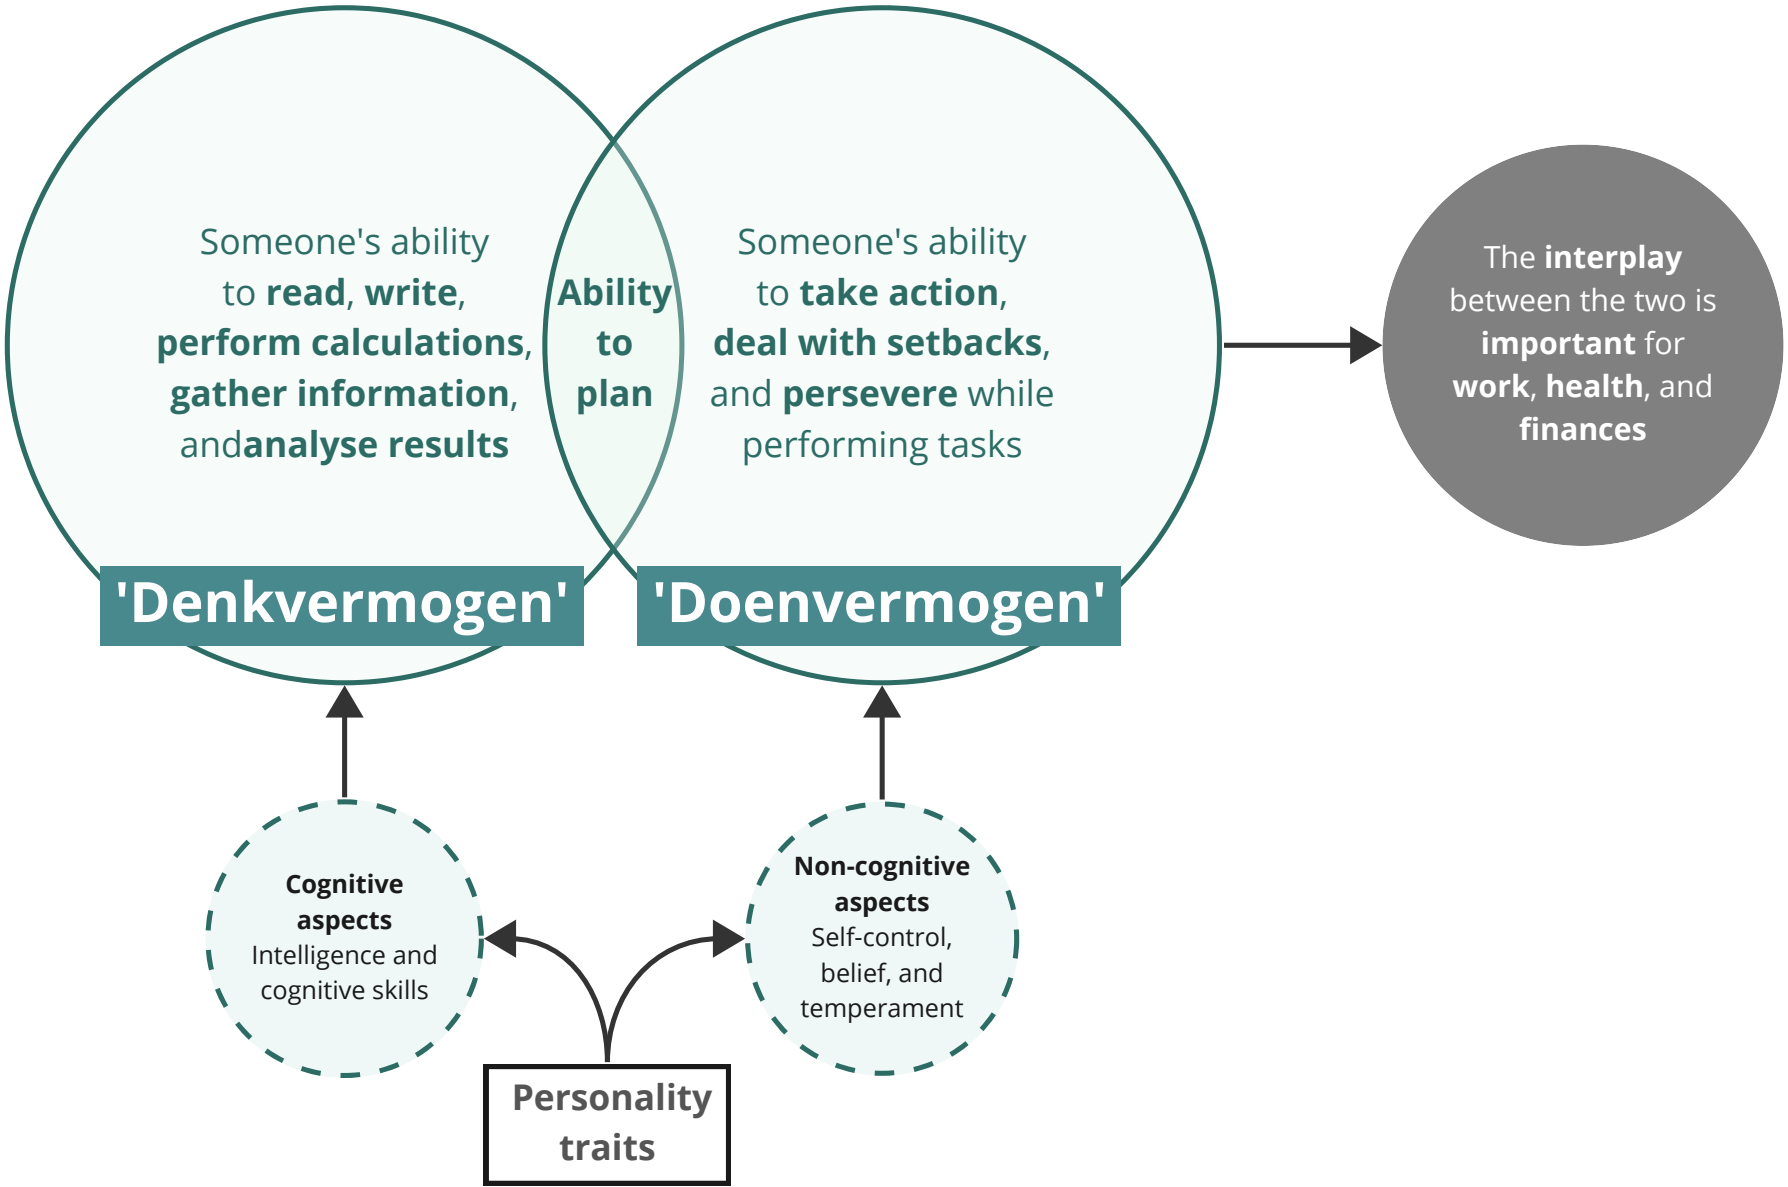 Someone's ability
to read, write,
perform calculations,
gather information,
andanalyse results
Ability
to
plan
Someone's ability
to take action,
deal with setbacks,
and persevere while
performing tasks
The interplay
between the two is
important for
work, health, and
finances
'Denkvermogen'
'Doenvermogen'
Cognitive
aspects
Intelligence and
cognitive skills
Non-cognitive
aspects
Self-control,
belief, and
temperament
Personality
traits